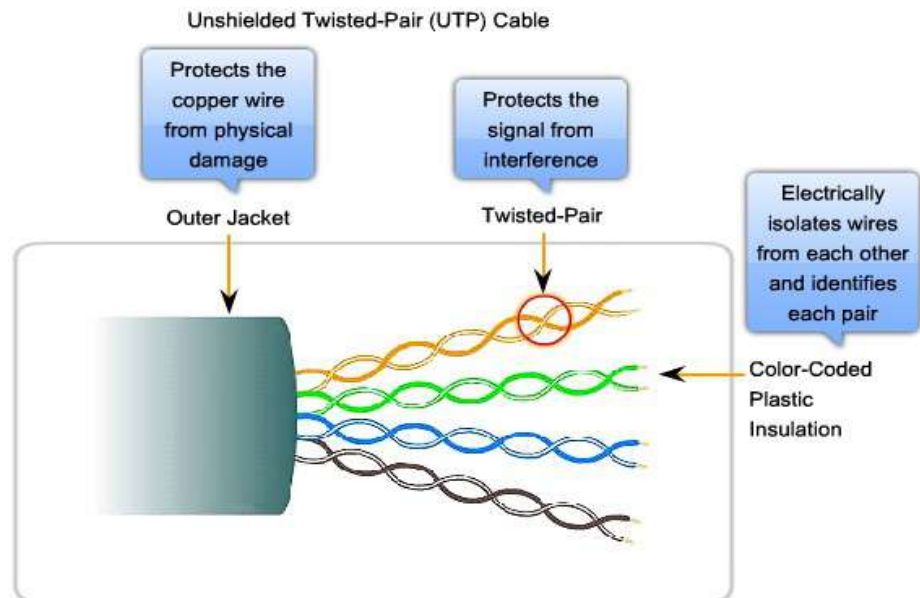 Unshielded Twisted-Pair (UTP) Cable
Protects the
copper wire
from physical
damage
Outer Jacket
Protects the
signal from
interference
Twisted-Pair
Electrically
isolates wires
from each other
and identifies
each pair
Color-Coded
Plastic
Insulation